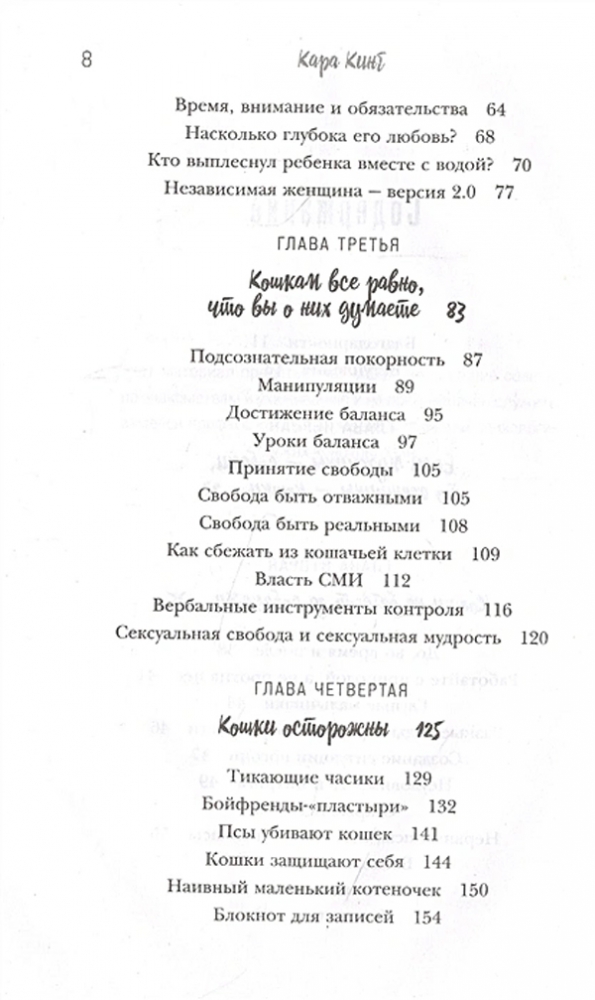 8 Кара Кинг
Время, внимание и обязательства 64
Насколько глубока его любовь? 68
Кто выплеснул ребенка вместе с водой? 70
Независимая женщина — версия 2.0 77
ГЛАВА ТРЕТЬЯ
Кошкам все равно,
что вы о них думаете 83
Подсознательная покорность 87
Манипуляции 89
Достижение баланса 95
Уроки баланса 97
Принятие свободы 105
Свобода быть отважными 105
Свобода быть реальными 108
Как сбежать из кошачьей клетки 109
Власть СМИ 112
Вербальные инструменты контроля 116
Сексуальная свобода и сексуальная мудрость 120
ГЛАВА ЧЕТВЕРТАЯ
Кошки осторожны 125
Тикающие часики 129
Бойфренды-«пластыри» 132
Псы убивают кошек 141
Кошки защищают себя 144
Наивный маленький котеночек 150
Блокнот для записей 154